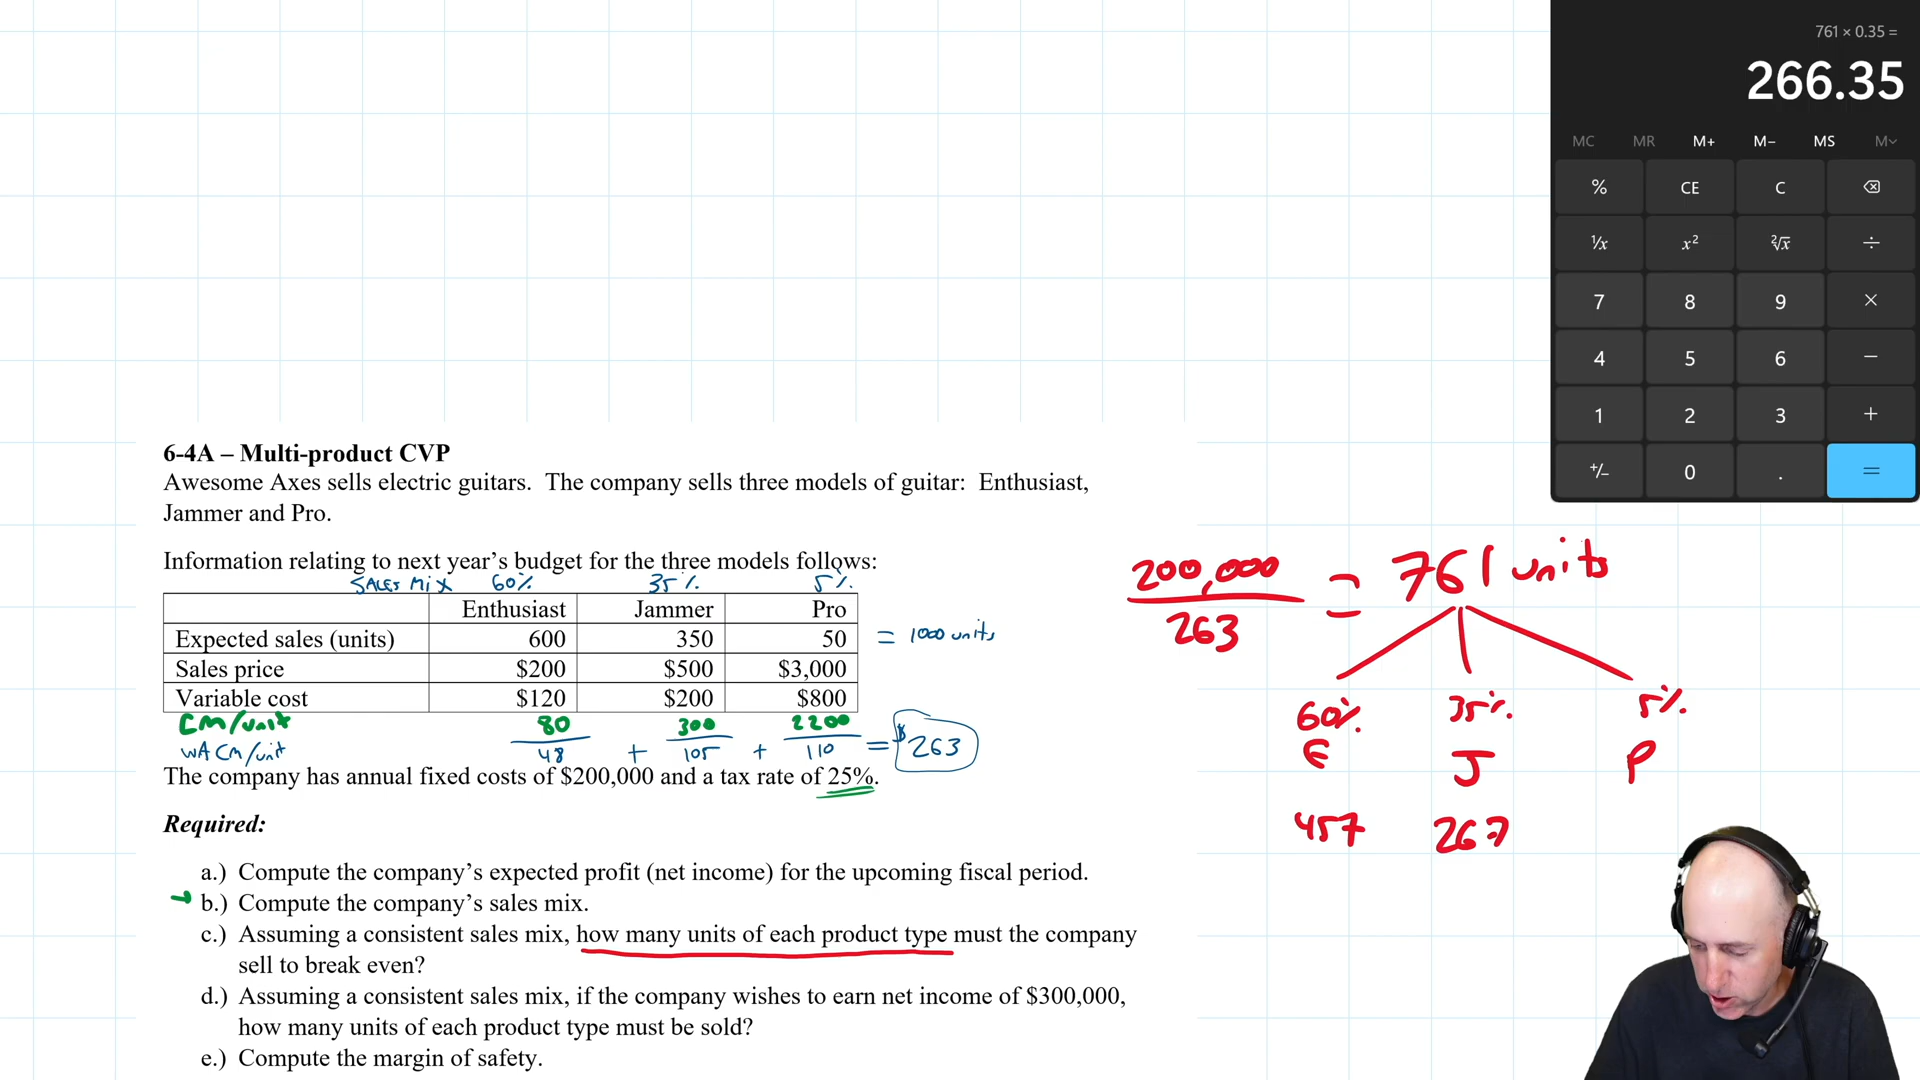 761 × 0.35 =
266.35
MC MR M+ M− MS M˅
% CE C
¹/x x² ²√x ÷
7 8 9 ×
4 5 6 −
1 2 3 +
+/− 0 . =
6-4A – Multi-product CVP
Awesome Axes sells electric guitars. The company sells three models of guitar: Enthusiast,
Jammer and Pro.
Information relating to next year’s budget for the three models follows:
SALES MIX 60% 35% 5%
Enthusiast Jammer Pro
Expected sales (units) 600 350 50 = 1000 units
Sales price $200 $500 $3,000
Variable cost $120 $200 $800
CM/unit 80 300 2200
WA CM/unit 48 + 105 + 110 = $263
The company has annual fixed costs of $200,000 and a tax rate of 25%.
Required:
a.) Compute the company’s expected profit (net income) for the upcoming fiscal period.
b.) Compute the company’s sales mix.
c.) Assuming a consistent sales mix, how many units of each product type must the company
sell to break even?
d.) Assuming a consistent sales mix, if the company wishes to earn net income of $300,000,
how many units of each product type must be sold?
e.) Compute the margin of safety.
200,000 = 761 units
263
60% 35% 5%
E J P
457 267